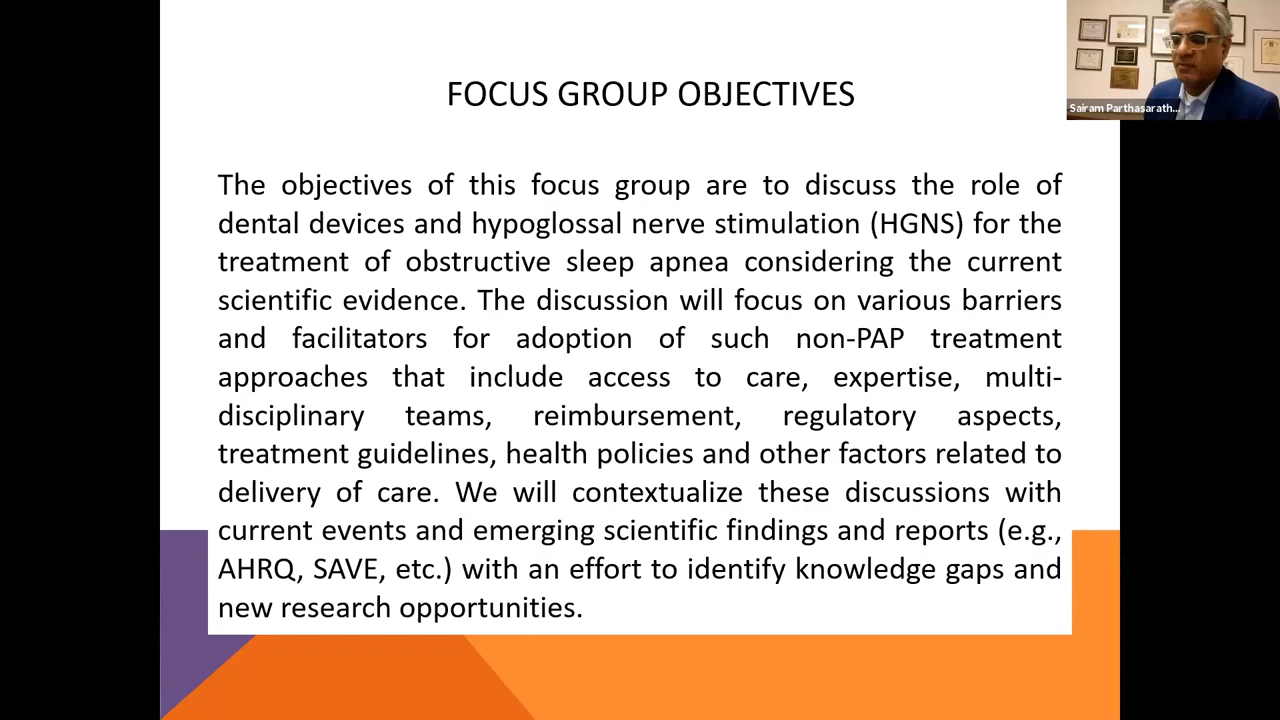 FOCUS GROUP OBJECTIVES
Sairam Parthasarath...
The objectives of this focus group are to discuss the role of
dental devices and hypoglossal nerve stimulation (HGNS) for the
treatment of obstructive sleep apnea considering the current
scientific evidence. The discussion will focus on various barriers
and facilitators for adoption of such non-PAP treatment
approaches that include access to care, expertise, multi-
disciplinary teams, reimbursement, regulatory aspects,
treatment guidelines, health policies and other factors related to
delivery of care. We will contextualize these discussions with
current events and emerging scientific findings and reports (e.g.,
AHRQ, SAVE, etc.) with an effort to identify knowledge gaps and
new research opportunities.